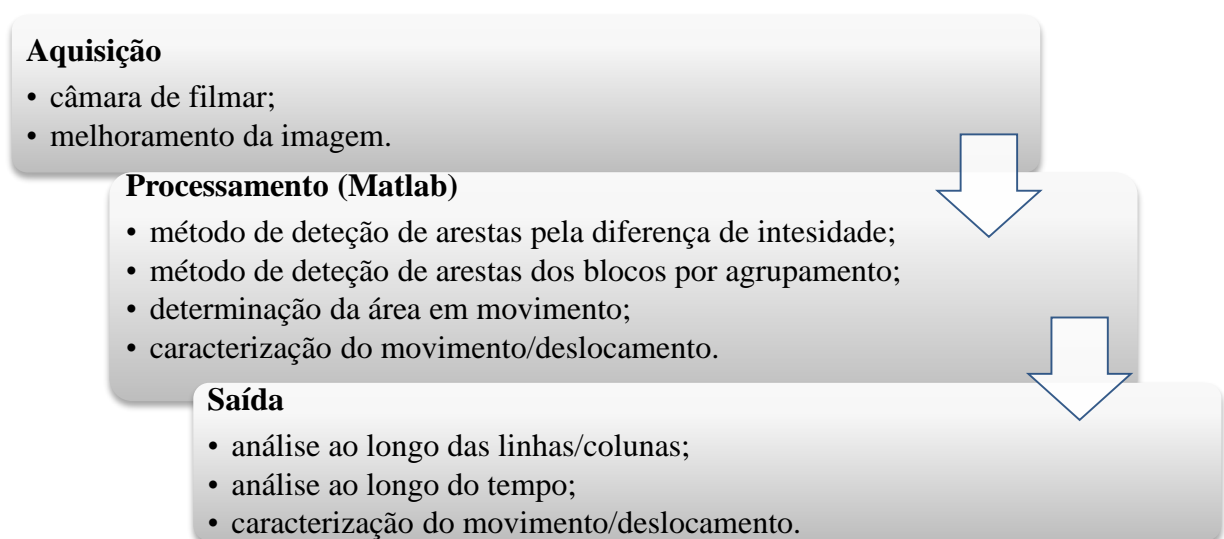 Aquisição
• câmara de filmar;
• melhoramento da imagem.
Processamento (Matlab)
• método de deteção de arestas pela diferença de intesidade;
• método de deteção de arestas dos blocos por agrupamento;
• determinação da área em movimento;
• caracterização do movimento/deslocamento.
Saída
• análise ao longo das linhas/colunas;
• análise ao longo do tempo;
• caracterização do movimento/deslocamento.